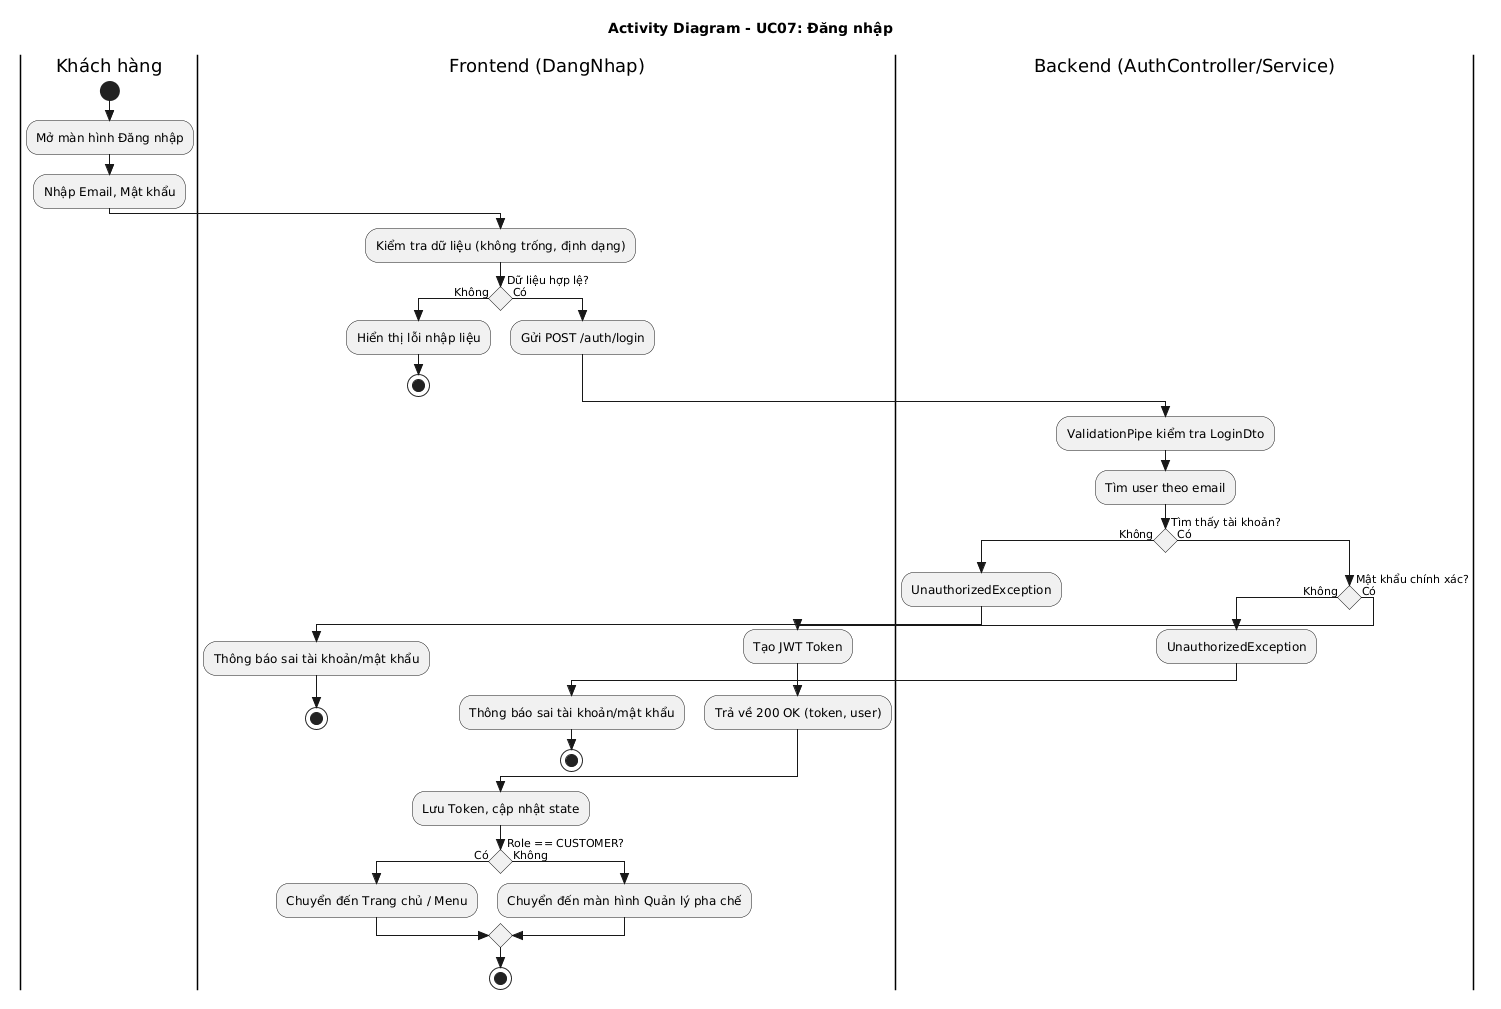 Activity Diagram - UC07: Đăng nhập
Khách hàng
Frontend (DangNhap)
Backend (AuthController/Service)
Mở màn hình Đăng nhập
Nhập Email, Mật khẩu
Kiểm tra dữ liệu (không trống, định dạng)
Dữ liệu hợp lệ?
Không
Có
Hiển thị lỗi nhập liệu
Gửi POST /auth/login
ValidationPipe kiểm tra LoginDto
Tìm user theo email
Tìm thấy tài khoản?
Không
Có
UnauthorizedException
Mật khẩu chính xác?
Không
Có
Thông báo sai tài khoản/mật khẩu
Tạo JWT Token
UnauthorizedException
Thông báo sai tài khoản/mật khẩu
Trả về 200 OK (token, user)
Lưu Token, cập nhật state
Role == CUSTOMER?
Có
Không
Chuyển đến Trang chủ / Menu
Chuyển đến màn hình Quản lý pha chế